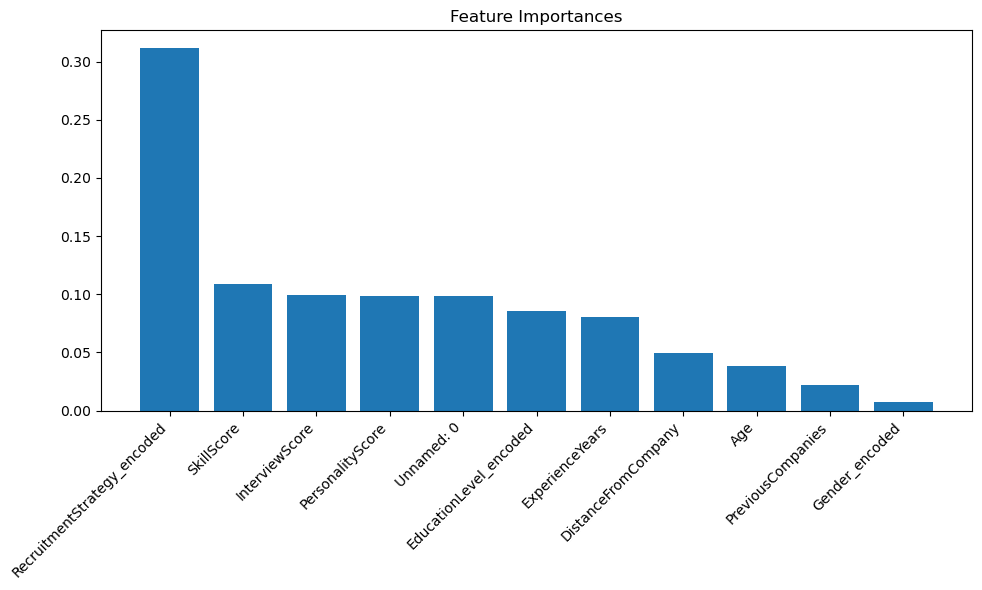 Feature Importances
0.30
0.25
0.20
0.15
0.10
0.05
0.00
RecruitmentStrategy_encoded
SkillScore
InterviewScore
PersonalityScore
Unnamed: 0
EducationLevel_encoded
ExperienceYears
DistanceFromCompany
Age
PreviousCompanies
Gender_encoded